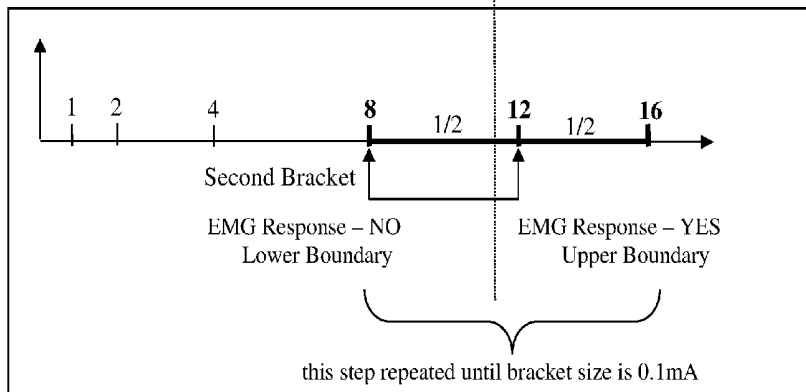 1 2 4 8 12 16
1/2 1/2
Second Bracket
EMG Response – NO EMG Response – YES
Lower Boundary Upper Boundary
this step repeated until bracket size is 0.1mA